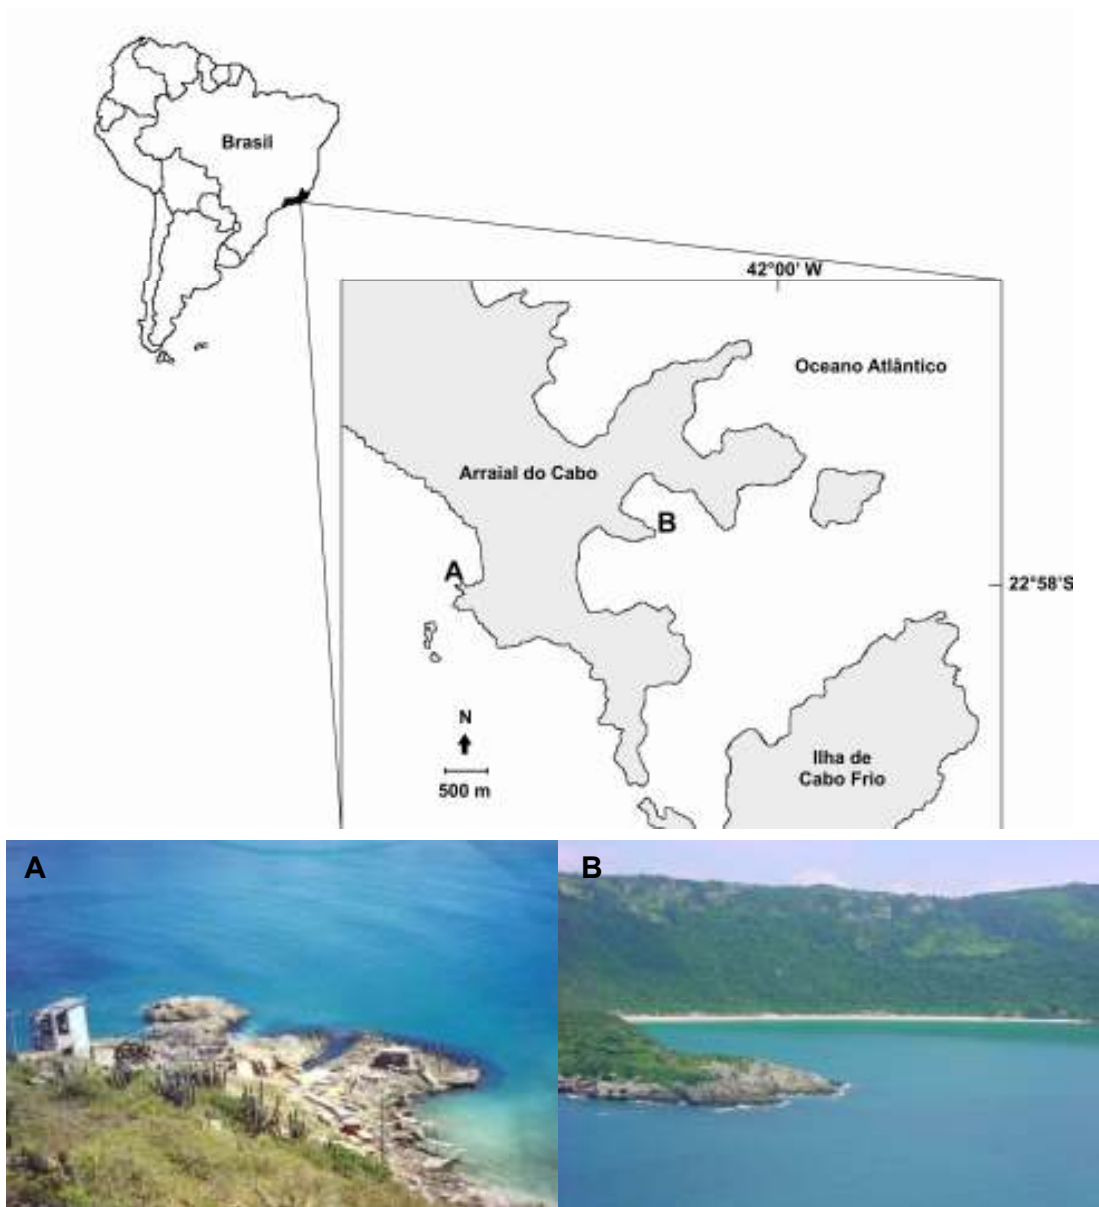 Brasil
42°00' W
Oceano Atlântico
Arraial do Cabo
B
A
22°58'S
N
500 m
Ilha de
Cabo Frio
A
B